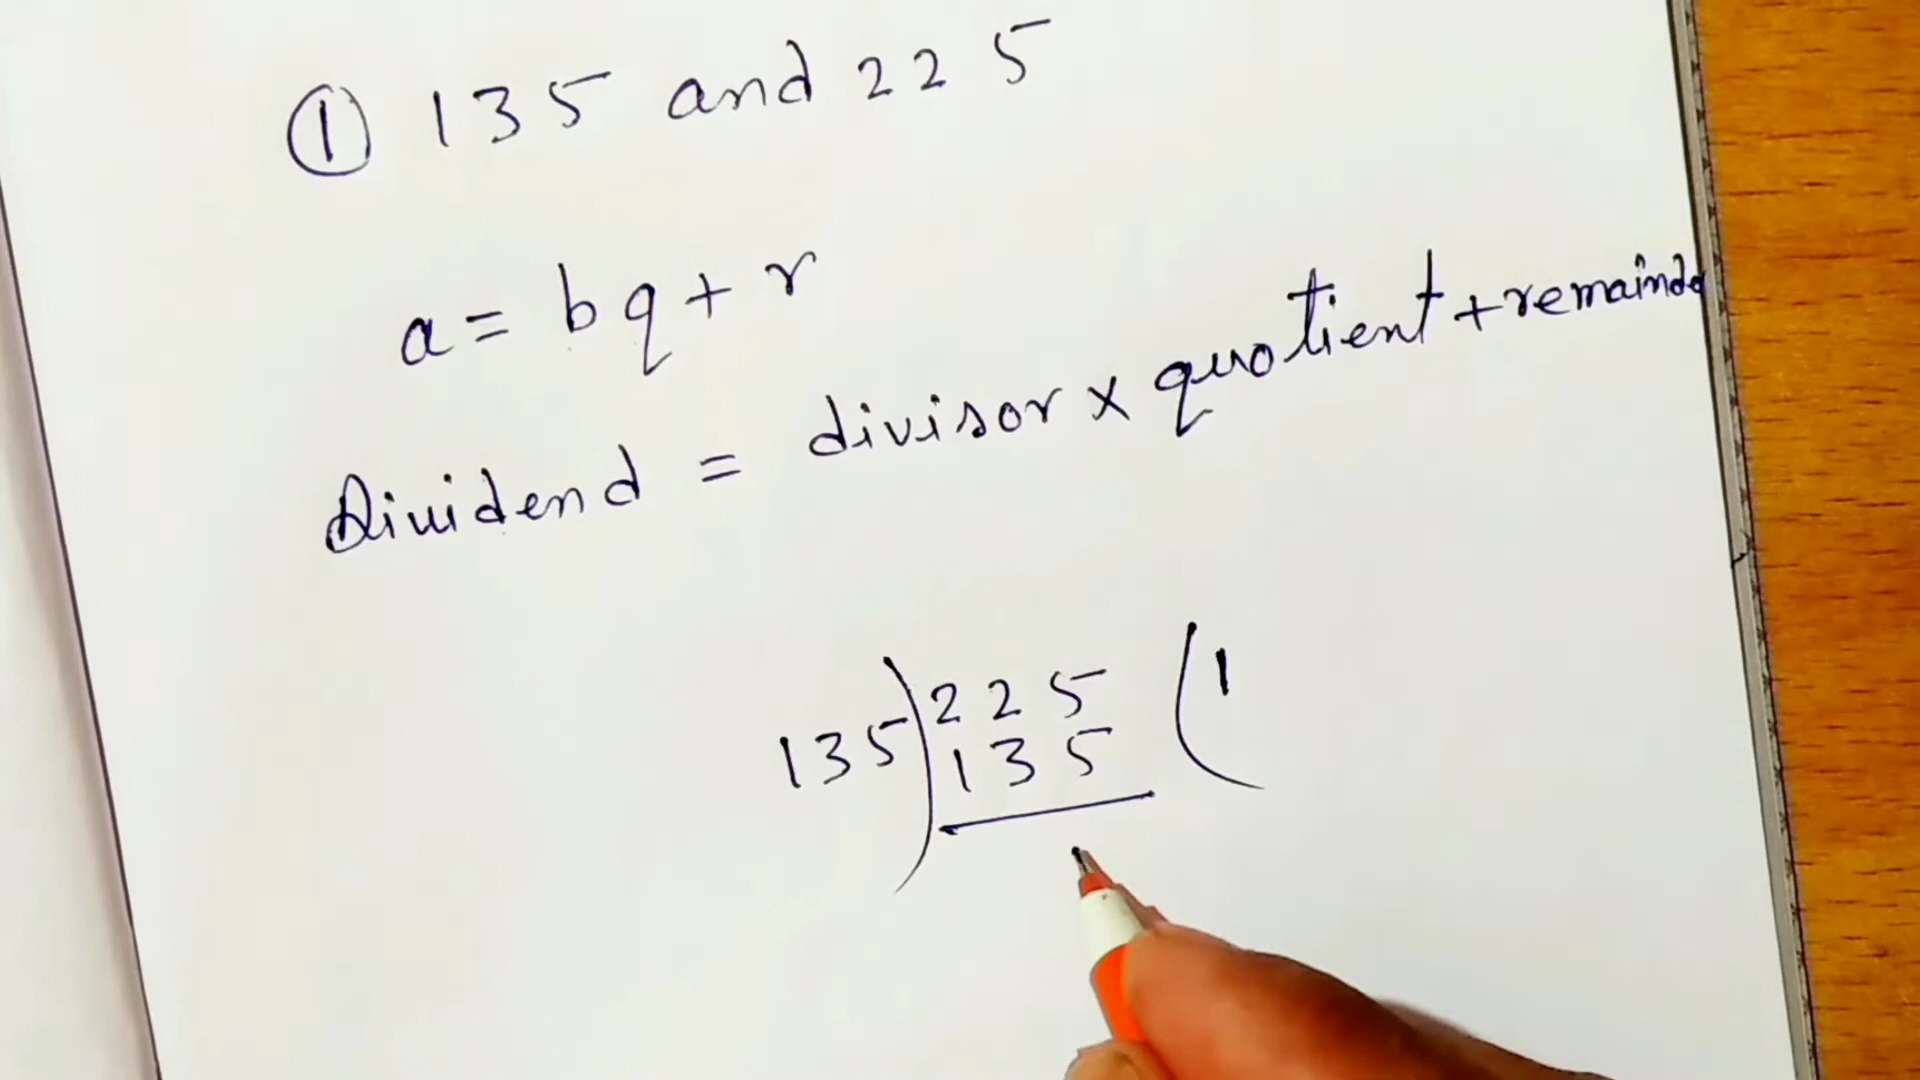 ① 135 and 225
a = bq + r
Dividend = divisor × quotient + remainde
135) 225 (1
135